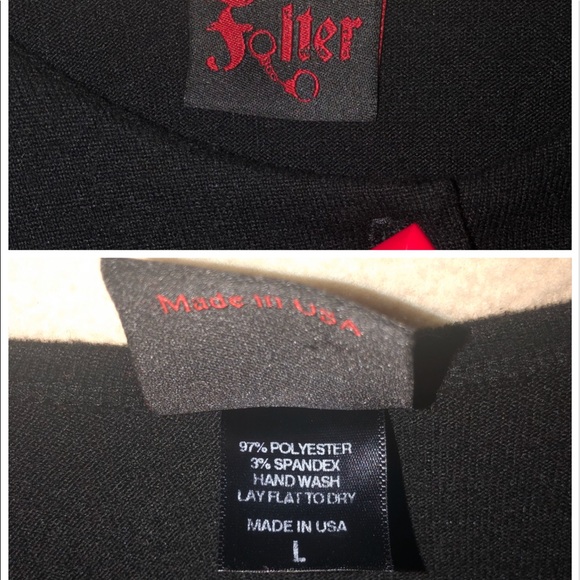 Folter
Made in USA
97% POLYESTER
3% SPANDEX
HAND WASH
LAY FLAT TO DRY
MADE IN USA
L